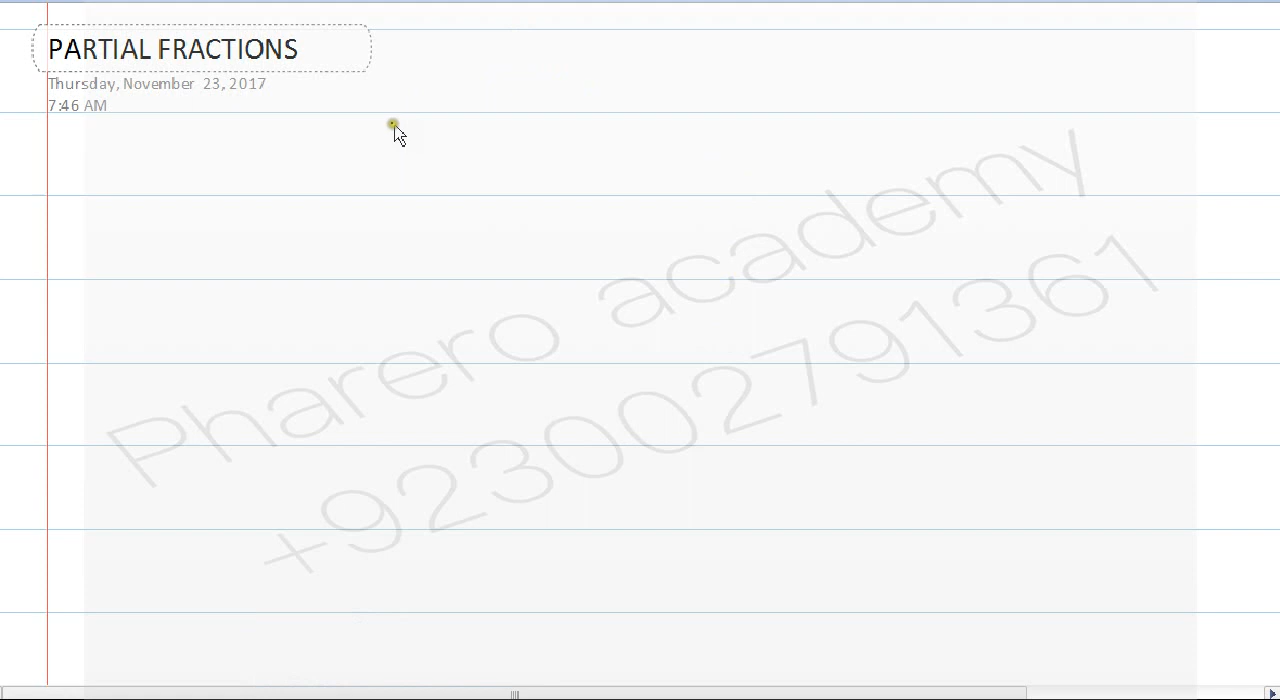 PARTIAL FRACTIONS
Thursday, November 23, 2017
7:46 AM
Pharero academy
+923002791361